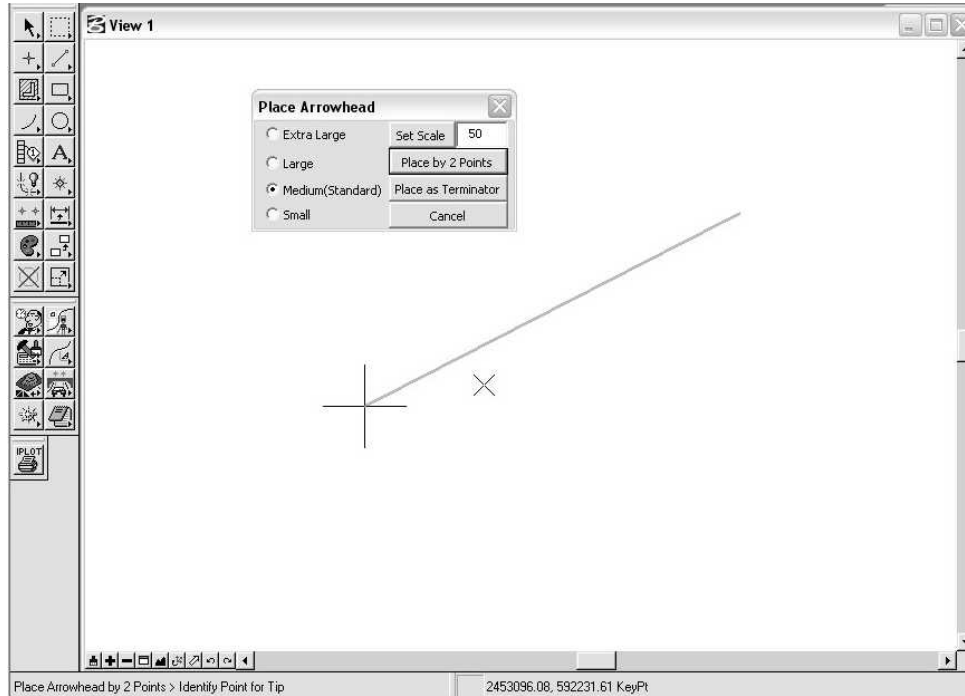 View 1
Place Arrowhead
Extra Large
Set Scale 50
Large
Place by 2 Points
Medium(Standard)
Place as Terminator
Small
Cancel
A
IPLOT
Place Arrowhead by 2 Points > Identify Point for Tip
2453096.08, 592231.61 KeyPt